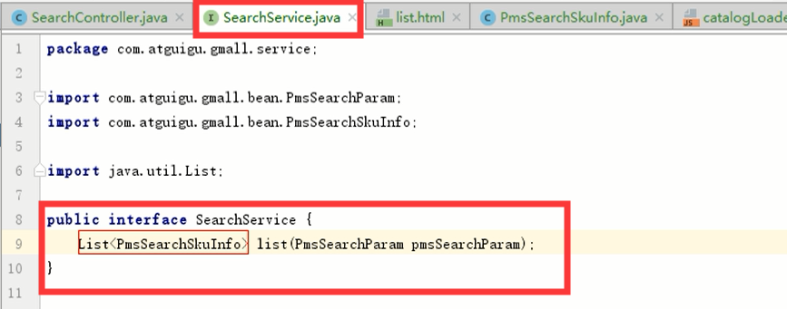 SearchController.java SearchService.java list.html PmsSearchSkuInfo.java catalogLoade
1 package com.atguigu.gmall.service;
2
3 import com.atguigu.gmall.bean.PmsSearchParam;
4 import com.atguigu.gmall.bean.PmsSearchSkuInfo;
5
6 import java.util.List;
7
8 public interface SearchService {
9 List<PmsSearchSkuInfo> list(PmsSearchParam pmsSearchParam);
10 }
11